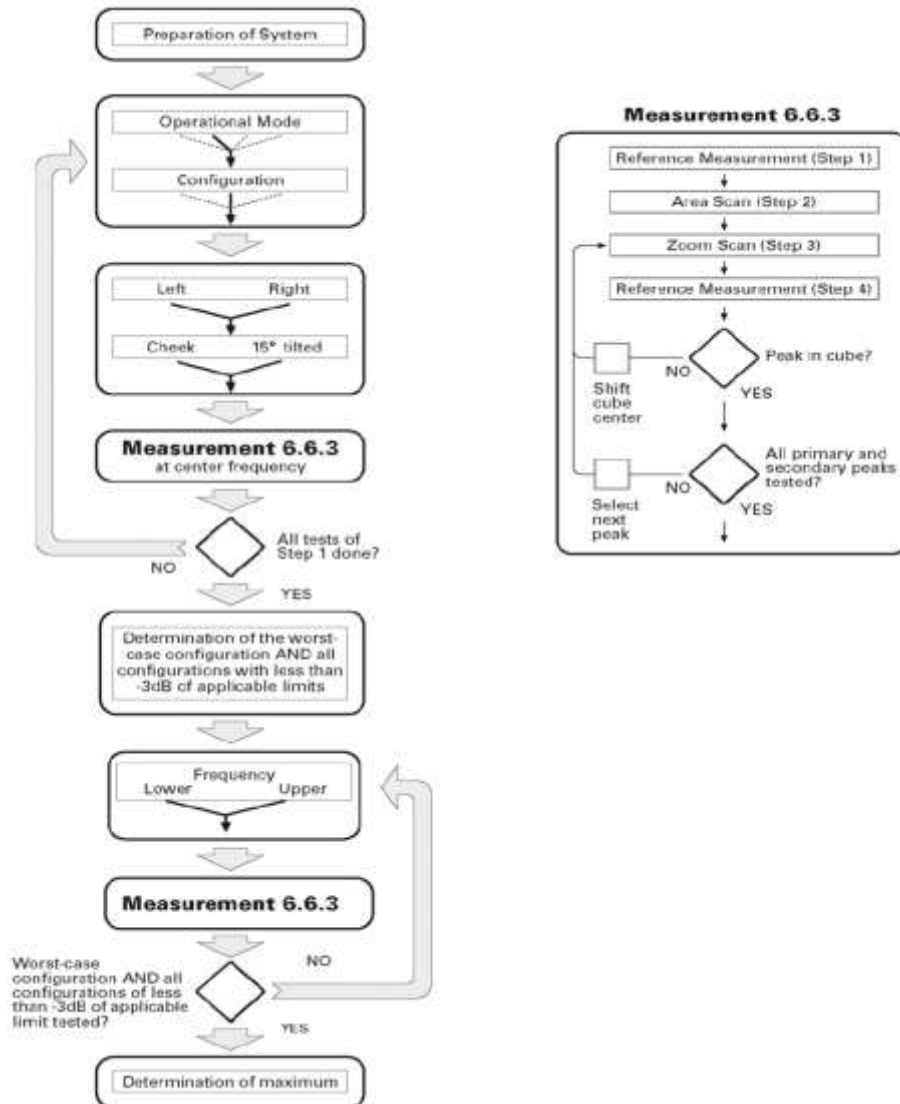 Preparation of System
Operational Mode
Configuration
Left Right
Cheek 15° tilted
Measurement 6.6.3
at center frequency
All tests of
Step 1 done?
NO
YES
Determination of the worst-
case configuration AND all
configurations with less than
-3dB of applicable limits
Frequency
Lower Upper
Measurement 6.6.3
Worst-case
configuration AND all
configurations of less
than -3dB of applicable
limit tested?
NO
YES
Determination of maximum
Measurement 6.6.3
Reference Measurement (Step 1)
Area Scan (Step 2)
Zoom Scan (Step 3)
Reference Measurement (Step 4)
Peak in cube?
NO
YES
Shift
cube
center
All primary and
secondary peaks
tested?
NO
YES
Select
next
peak